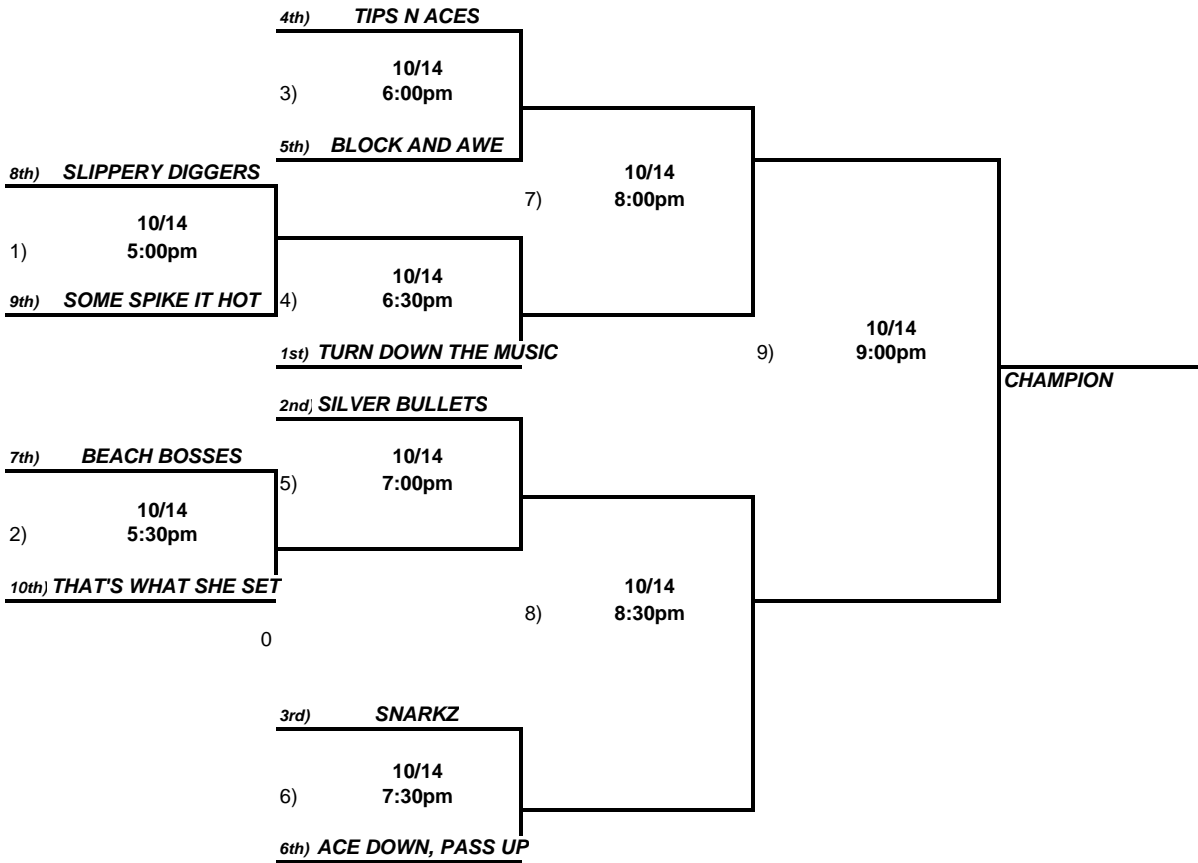 4th) TIPS N ACES
10/14
3) 6:00pm
5th) BLOCK AND AWE
8th) SLIPPERY DIGGERS
10/14
7) 8:00pm
10/14
1) 5:00pm
10/14
9th) SOME SPIKE IT HOT 4) 6:30pm
10/14
1st) TURN DOWN THE MUSIC 9) 9:00pm
CHAMPION
2nd) SILVER BULLETS
7th) BEACH BOSSES 10/14
5) 7:00pm
10/14
2) 5:30pm
10th) THAT'S WHAT SHE SET 10/14
8) 8:30pm
0
3rd) SNARKZ
10/14
6) 7:30pm
6th) ACE DOWN, PASS UP